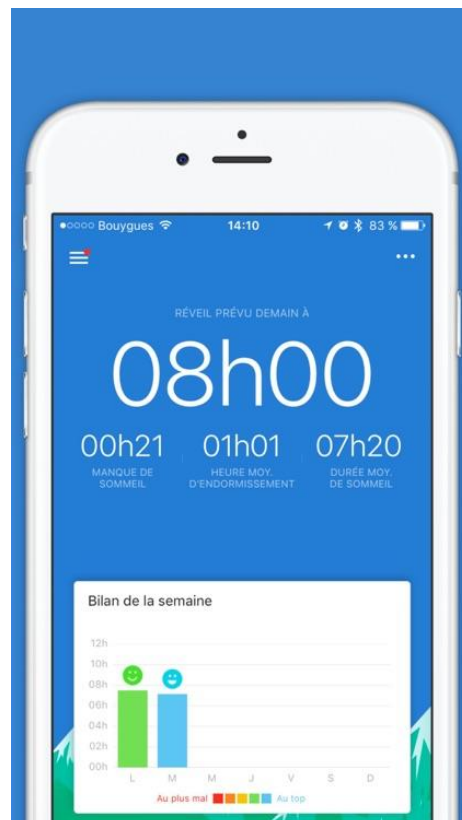 Bouygues 14:10 83 %
RÉVEIL PRÉVU DEMAIN À
08h00
00h21 01h01 07h20
MANQUE DE SOMMEIL HEURE MOY. D'ENDORMISSEMENT DURÉE MOY. DE SOMMEIL
Bilan de la semaine
12h
10h
08h
06h
04h
02h
00h
L M M J V S D
Au plus mal Au top